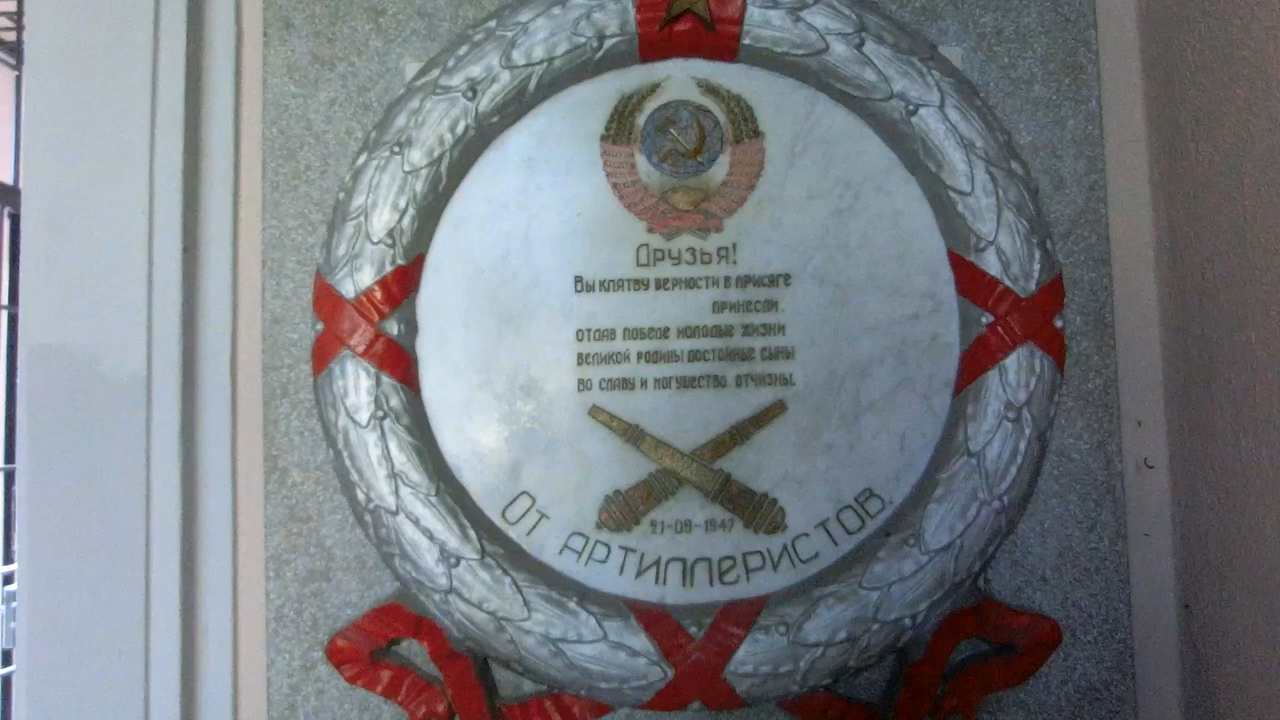 Друзья!
Вы клятву верности в присяге
принесли,
отдав победе молодые жизни
великой родины достойные сыны
во славу и могущество отчизны.
21-09-1947
От артиллеристов.